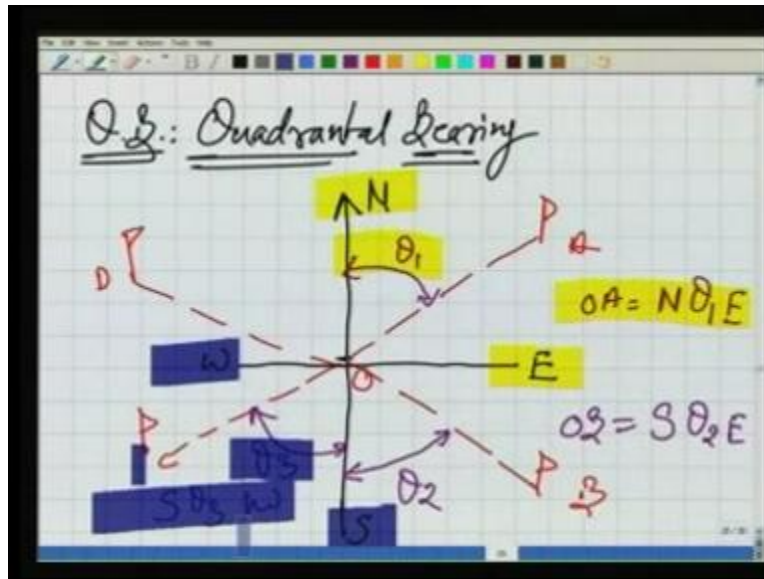 Q.B.: Quadrantal Bearing
N
P
P
θ₁
A
D
OA = Nθ₁E
W
E
O
P
OB = Sθ₂E
C
θ₃
P
θ₂
B
Sθ₃W
S